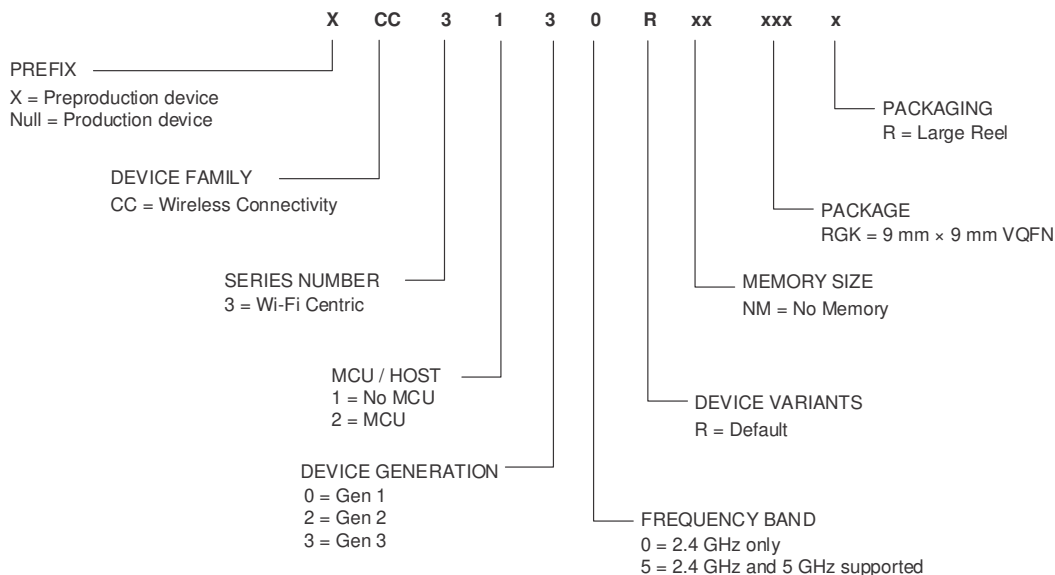 X CC 3 1 3 0 R xx xxx x
PREFIX
X = Preproduction device
Null = Production device
PACKAGING
R = Large Reel
DEVICE FAMILY
CC = Wireless Connectivity
PACKAGE
RGK = 9 mm × 9 mm VQFN
SERIES NUMBER
3 = Wi-Fi Centric
MEMORY SIZE
NM = No Memory
MCU / HOST
1 = No MCU
2 = MCU
DEVICE VARIANTS
R = Default
DEVICE GENERATION
0 = Gen 1
2 = Gen 2
3 = Gen 3
FREQUENCY BAND
0 = 2.4 GHz only
5 = 2.4 GHz and 5 GHz supported